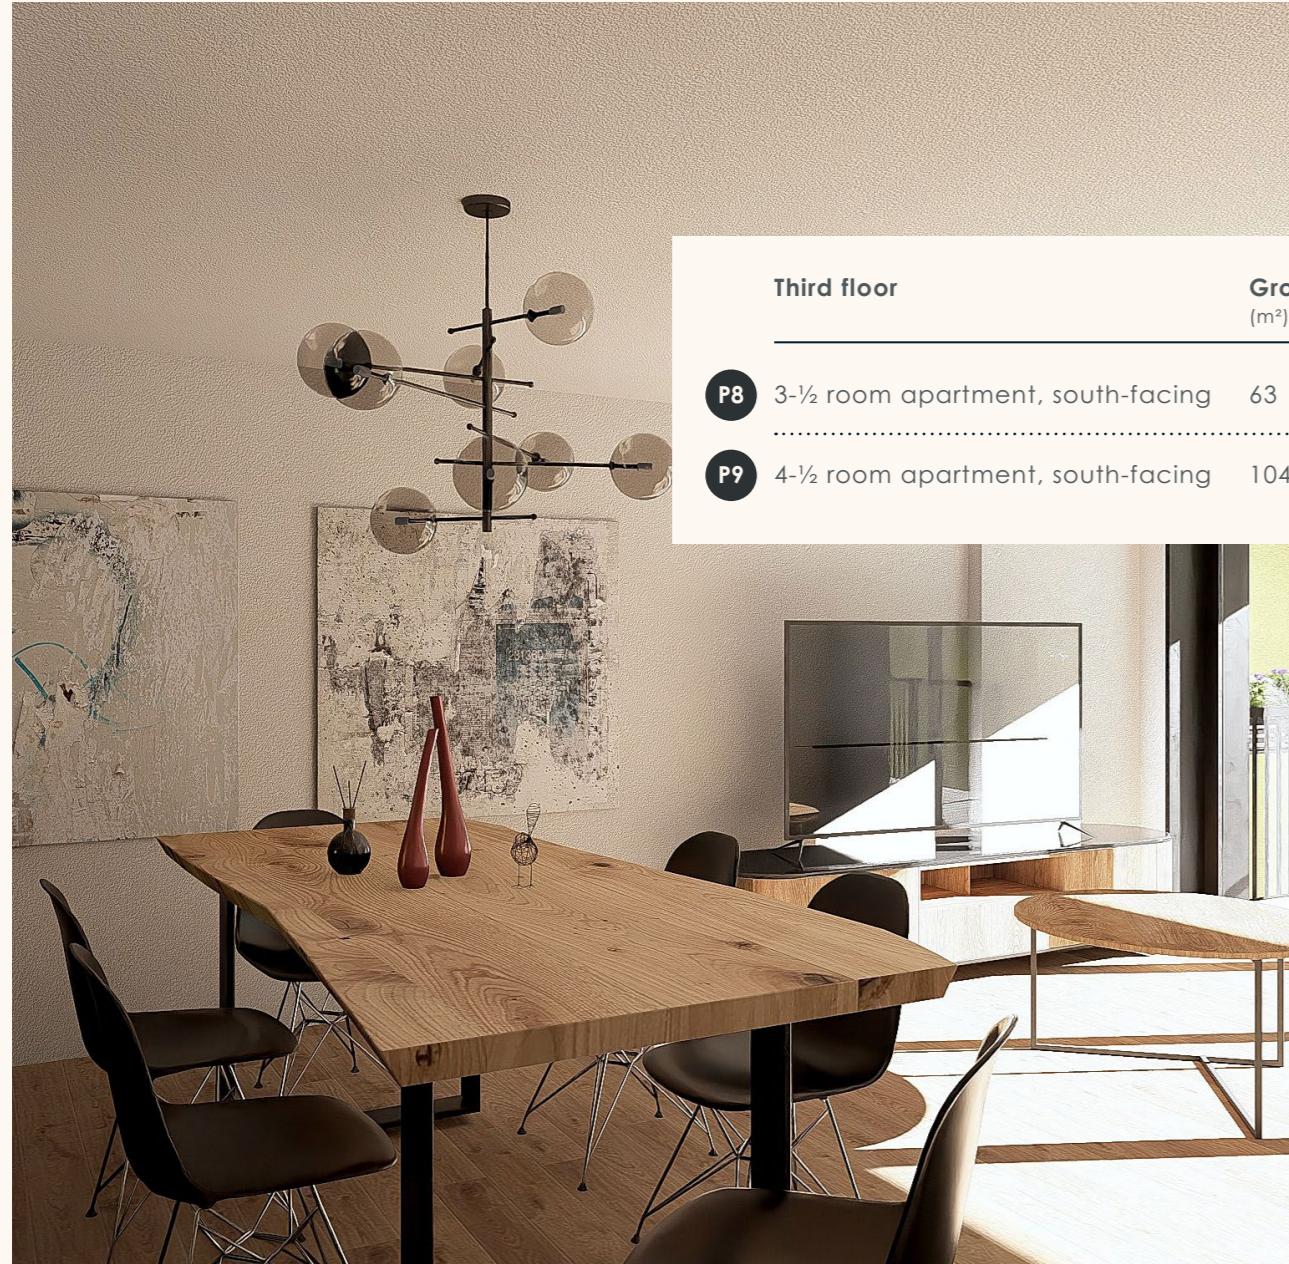 Third floor Gro
(m²)
P8 3-½ room apartment, south-facing 63
P9 4-½ room apartment, south-facing 104